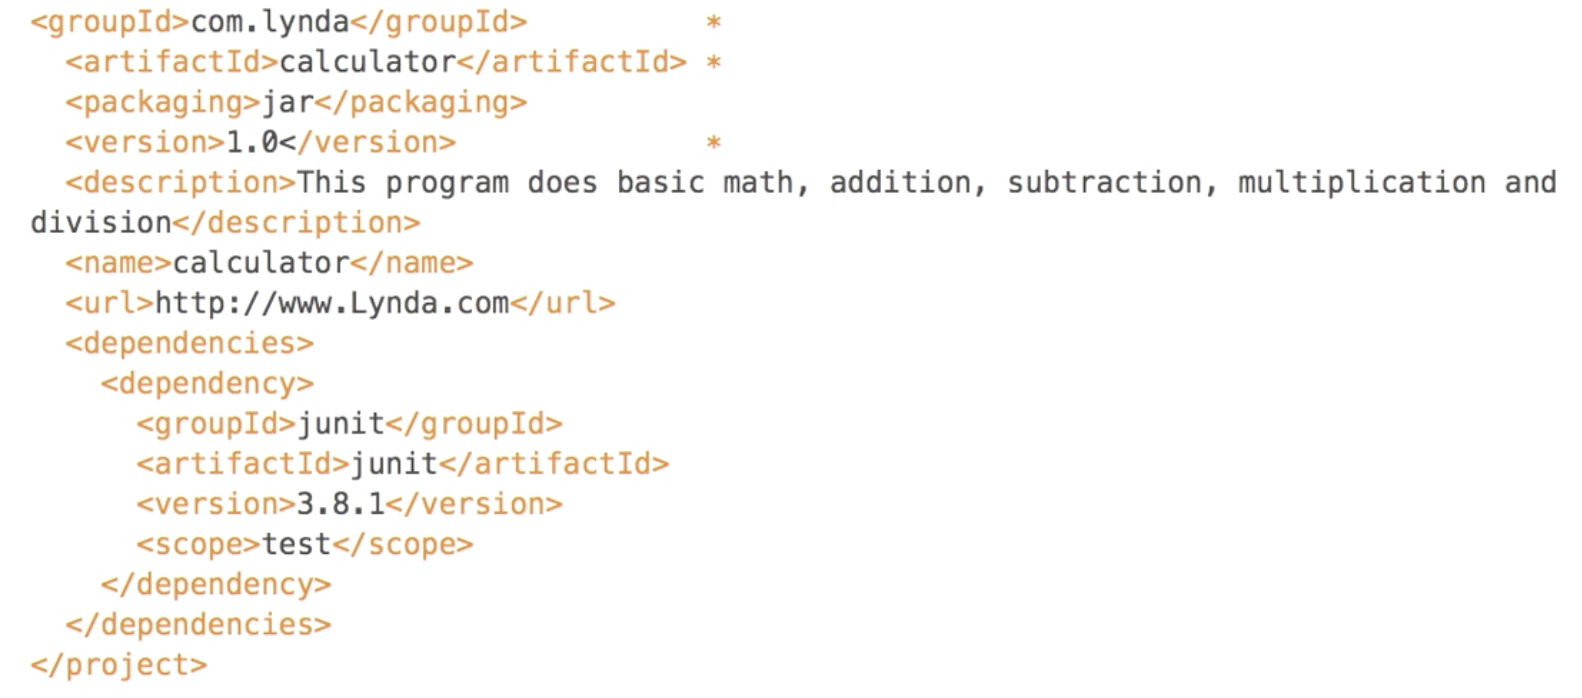 <groupId>com.lynda</groupId>          *
  <artifactId>calculator</artifactId> *
  <packaging>jar</packaging>
  <version>1.0</version>              *
  <description>This program does basic math, addition, subtraction, multiplication and
division</description>
  <name>calculator</name>
  <url>http://www.Lynda.com</url>
  <dependencies>
    <dependency>
      <groupId>junit</groupId>
      <artifactId>junit</artifactId>
      <version>3.8.1</version>
      <scope>test</scope>
    </dependency>
  </dependencies>
</project>